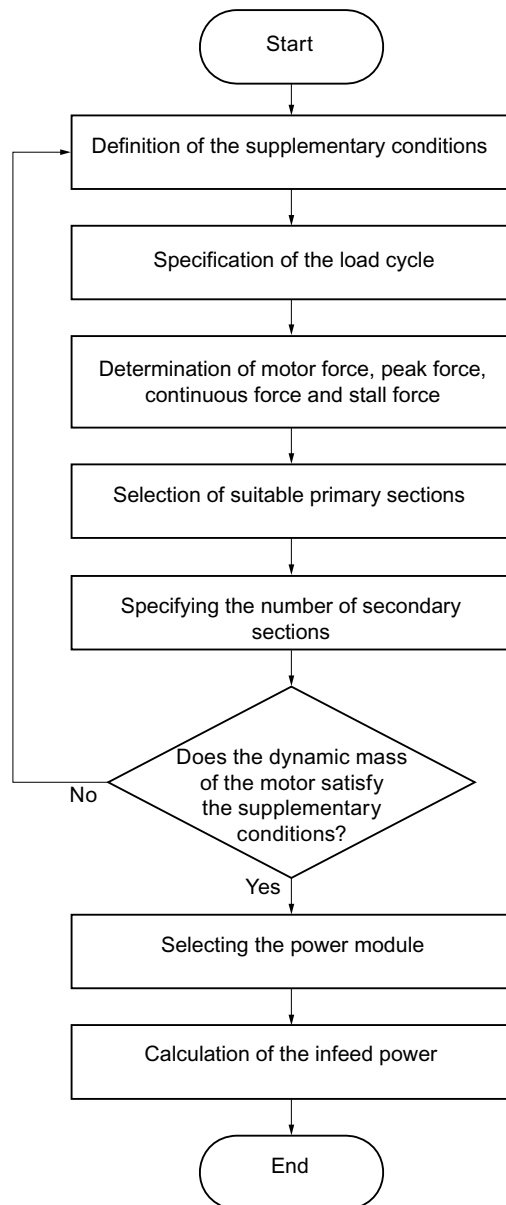 Start
Definition of the supplementary conditions
Specification of the load cycle
Determination of motor force, peak force,
continuous force and stall force
Selection of suitable primary sections
Specifying the number of secondary
sections
Does the dynamic mass
of the motor satisfy
the supplementary
conditions?
No
Yes
Selecting the power module
Calculation of the infeed power
End